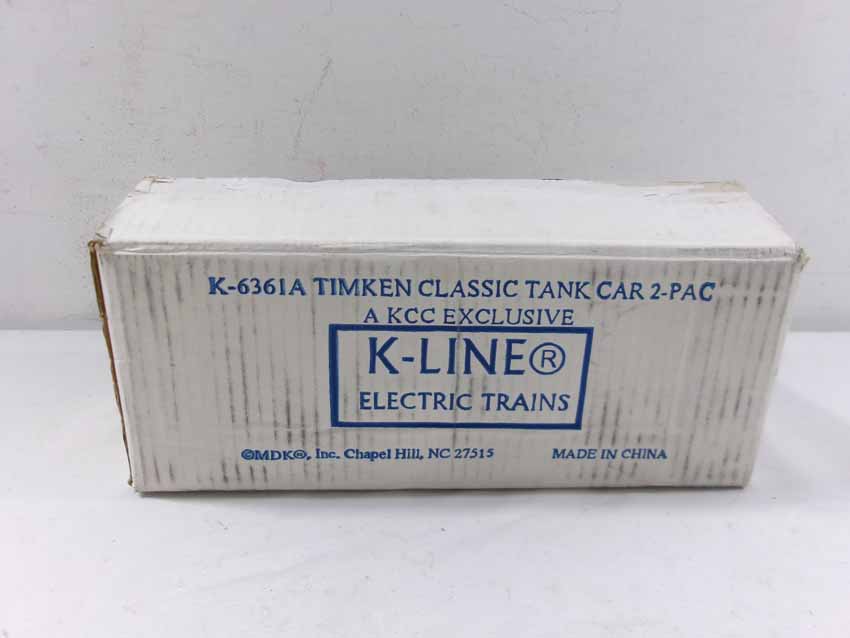 K-6361A TIMKEN CLASSIC TANK CAR 2-PAC
A KCC EXCLUSIVE
K-LINE®
ELECTRIC TRAINS
©MDK®, Inc. Chapel Hill, NC 27515 MADE IN CHINA